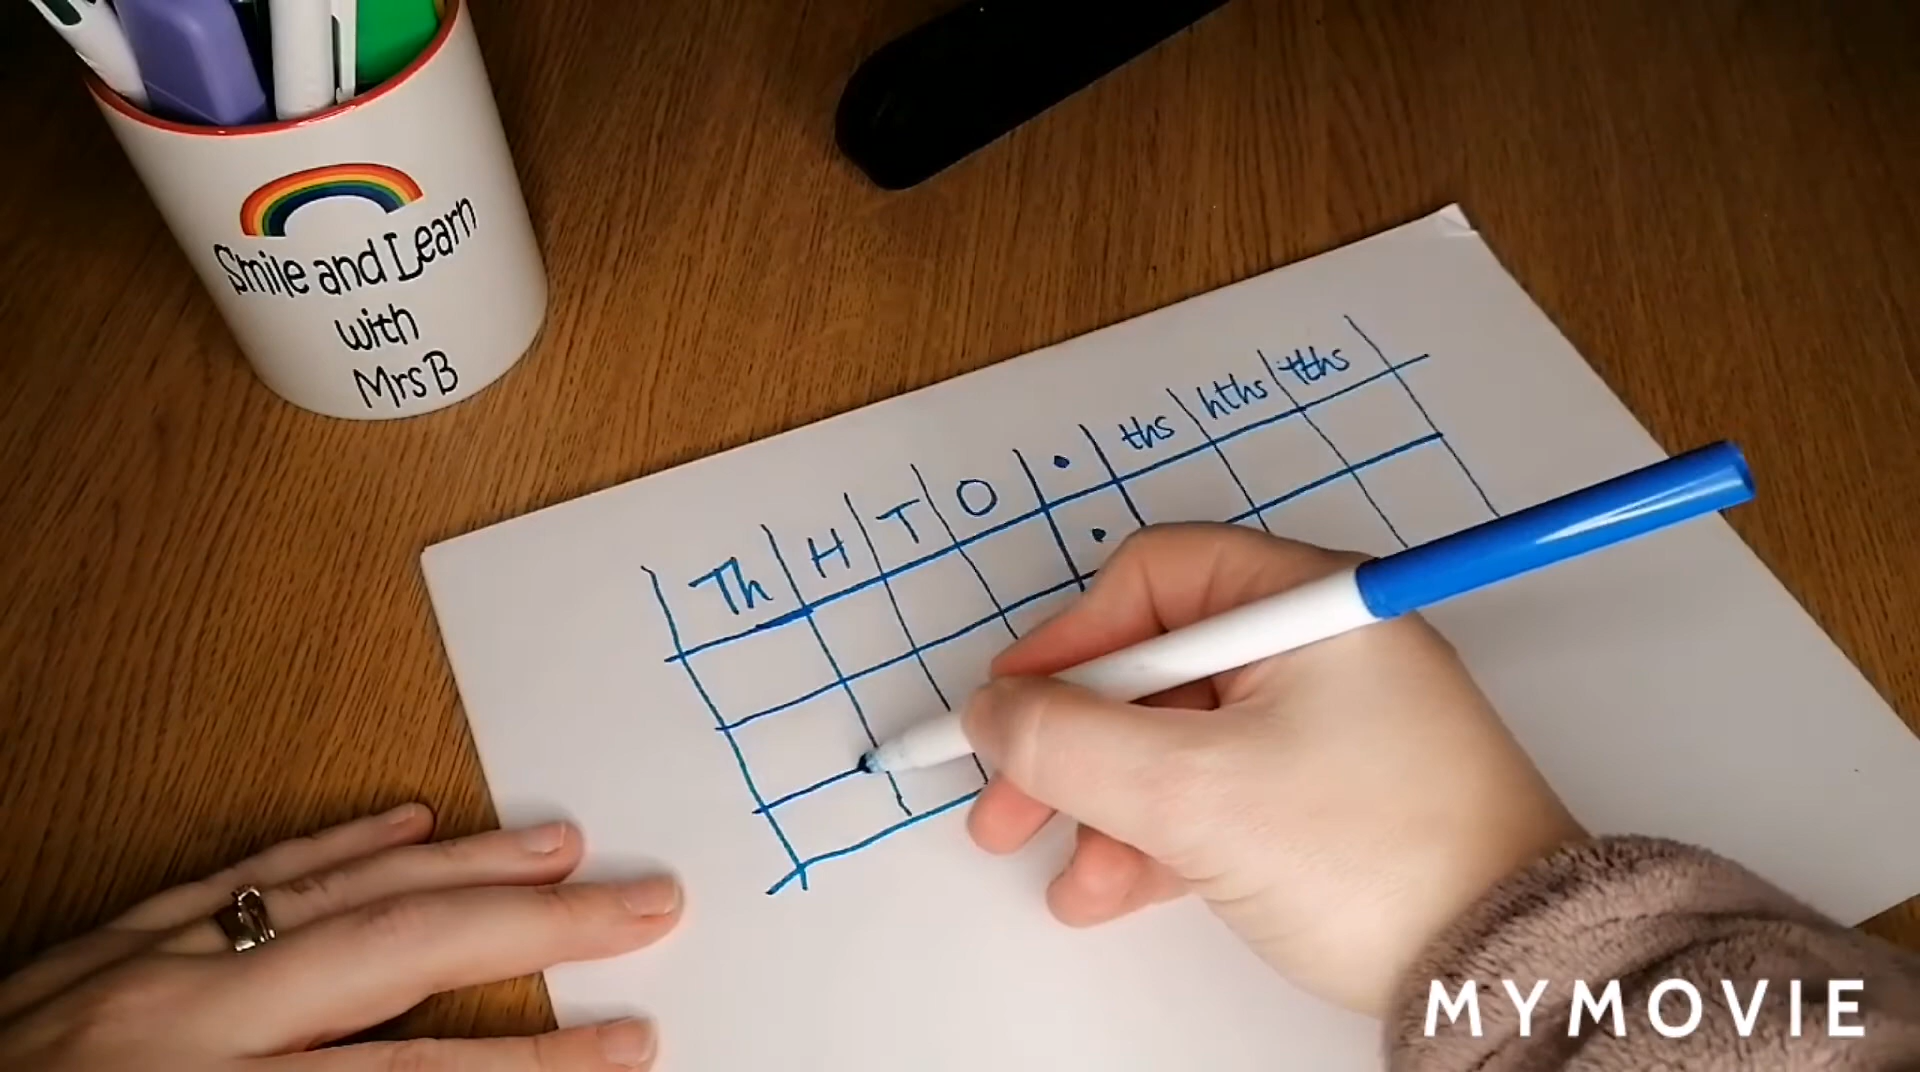 Smile and Learn
with
Mrs B
Th H T O . ths hths tths
.
MYMOVIE